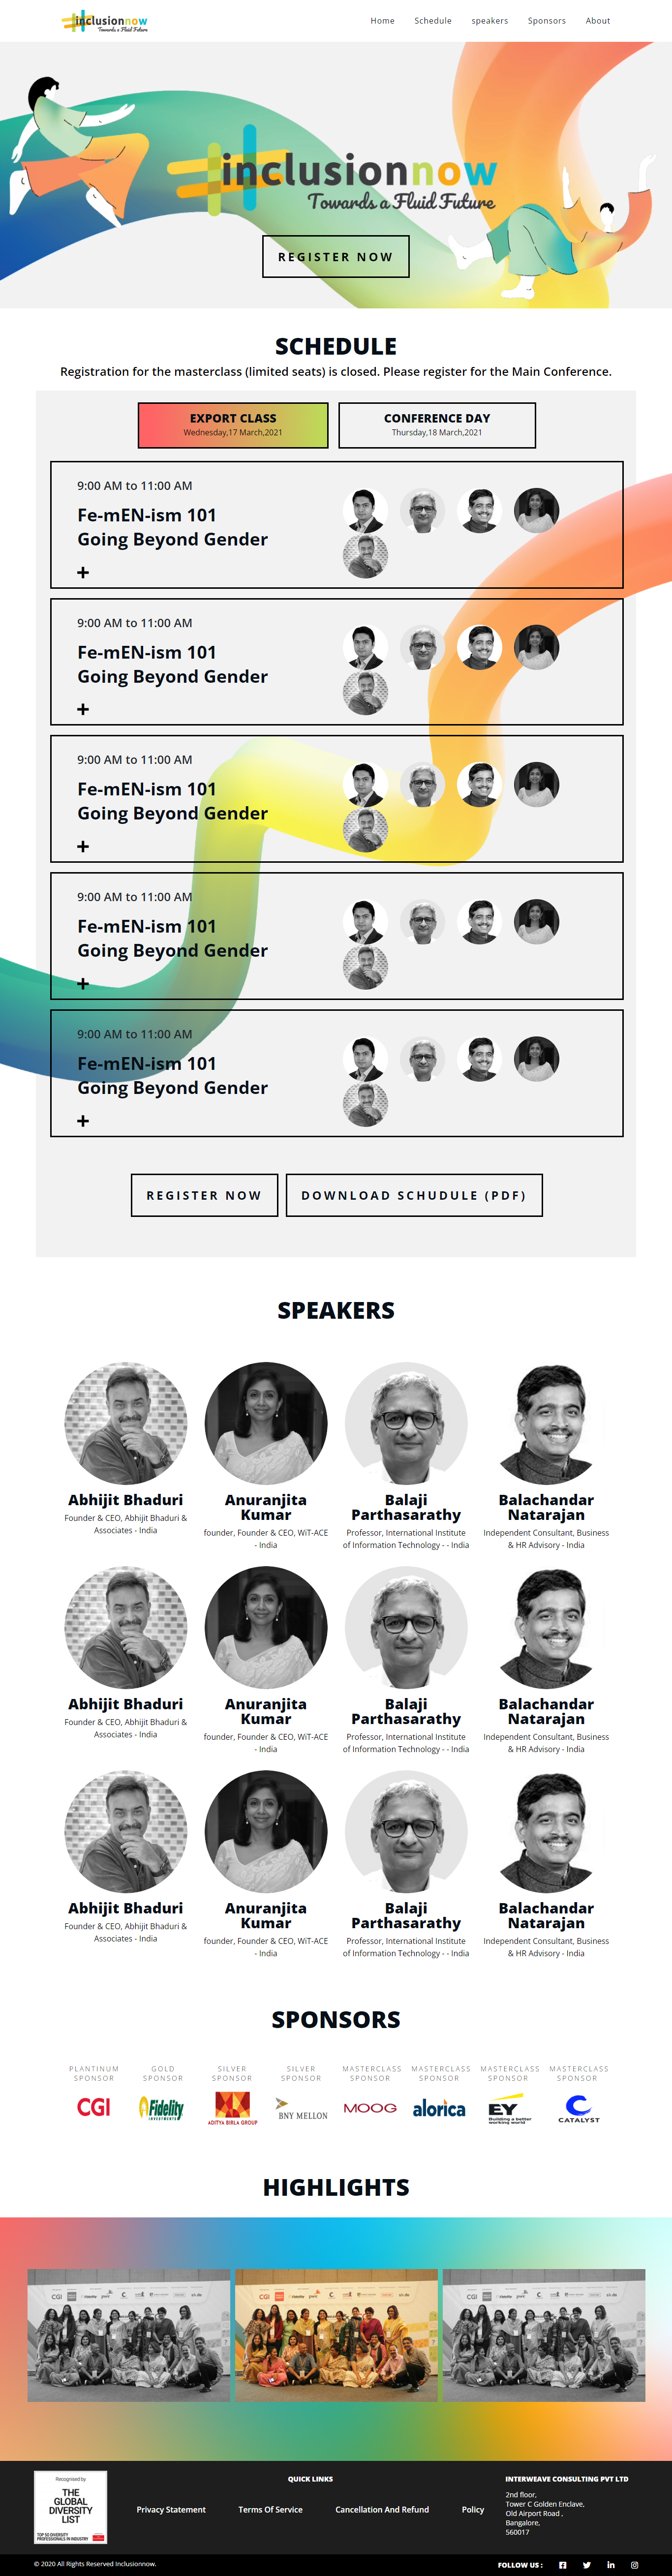 inclusionnow
Towards a Fluid Future
Home Schedule speakers Sponsors About
inclusionnow
Towards a Fluid Future
REGISTER NOW
SCHEDULE
Registration for the masterclass (limited seats) is closed. Please register for the Main Conference.
EXPORT CLASS
Wednesday,17 March,2021
CONFERENCE DAY
Thursday,18 March,2021
9:00 AM to 11:00 AM
Fe-mEN-ism 101
Going Beyond Gender
+
9:00 AM to 11:00 AM
Fe-mEN-ism 101
Going Beyond Gender
+
9:00 AM to 11:00 AM
Fe-mEN-ism 101
Going Beyond Gender
+
9:00 AM to 11:00 AM
Fe-mEN-ism 101
Going Beyond Gender
+
9:00 AM to 11:00 AM
Fe-mEN-ism 101
Going Beyond Gender
+
REGISTER NOW
DOWNLOAD SCHUDULE (PDF)
SPEAKERS
Abhijit Bhaduri
Founder & CEO, Abhijit Bhaduri &
Associates - India
Anuranjita
Kumar
founder, Founder & CEO, WiT-ACE
- India
Balaji
Parthasarathy
Professor, International Institute
of Information Technology - - India
Balachandar
Natarajan
Independent Consultant, Business
& HR Advisory - India
Abhijit Bhaduri
Founder & CEO, Abhijit Bhaduri &
Associates - India
Anuranjita
Kumar
founder, Founder & CEO, WiT-ACE
- India
Balaji
Parthasarathy
Professor, International Institute
of Information Technology - - India
Balachandar
Natarajan
Independent Consultant, Business
& HR Advisory - India
Abhijit Bhaduri
Founder & CEO, Abhijit Bhaduri &
Associates - India
Anuranjita
Kumar
founder, Founder & CEO, WiT-ACE
- India
Balaji
Parthasarathy
Professor, International Institute
of Information Technology - - India
Balachandar
Natarajan
Independent Consultant, Business
& HR Advisory - India
SPONSORS
PLANTINUM
SPONSOR
CGI
GOLD
SPONSOR
Fidelity
INVESTMENTS
SILVER
SPONSOR
ADITYA BIRLA GROUP
SILVER
SPONSOR
BNY MELLON
MASTERCLASS
SPONSOR
MOOG
MASTERCLASS
SPONSOR
alorica
MASTERCLASS
SPONSOR
EY
Building a better
working world
MASTERCLASS
SPONSOR
CATALYST
HIGHLIGHTS
Recognised by
THE
GLOBAL
DIVERSITY
LIST
TOP 50 DIVERSITY
PROFESSIONALS IN INDUSTRY
QUICK LINKS
Privacy Statement Terms Of Service Cancellation And Refund Policy
INTERWEAVE CONSULTING PVT LTD
2nd floor,
Tower C Golden Enclave,
Old Airport Road ,
Bangalore,
560017
© 2020 All Rights Reserved Inclusionnow.
FOLLOW US :